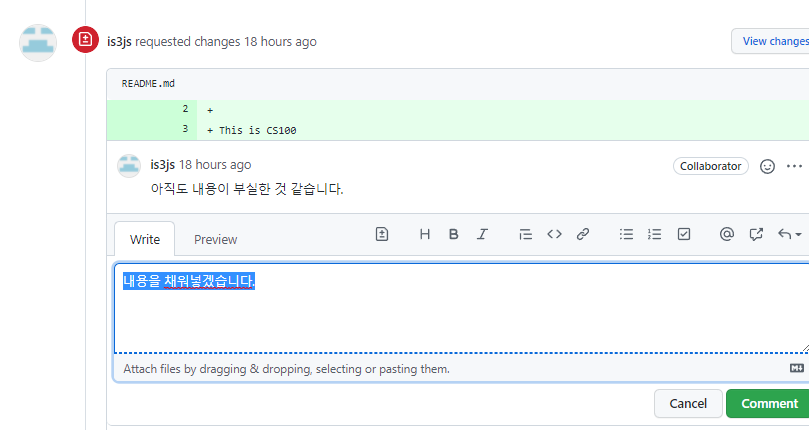 is3js requested changes 18 hours ago
View changes
README.md
2 +
3 + This is CS100
is3js 18 hours ago
Collaborator
아직도 내용이 부실한 것 같습니다.
Write Preview
내용을 채워넣겠습니다.
Attach files by dragging & dropping, selecting or pasting them.
Cancel Comment